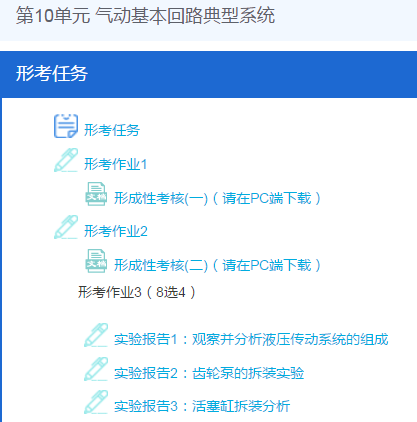 第10单元 气动基本回路典型系统
形考任务
形考任务
形考作业1
文稿
形成性考核(一)（请在PC端下载）
形考作业2
文稿
形成性考核(二)（请在PC端下载）
形考作业3（8选4）
实验报告1：观察并分析液压传动系统的组成
实验报告2：齿轮泵的拆装实验
实验报告3：活塞缸拆装分析